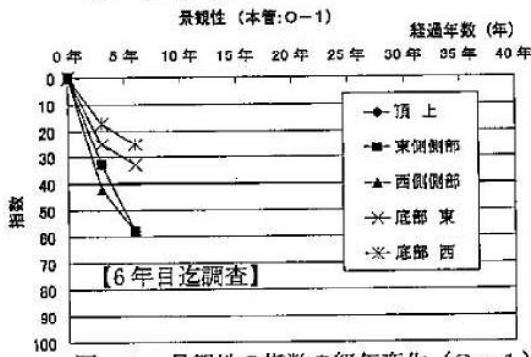 景観性（本管:O－1）
経過年数（年）
0年 5年 10年 15年 20年 25年 30年 35年 40年
0
10
20
30
40
50
60
70
80
90
100
指数
頂上
東側側部
西側側部
底部 東
底部 西
【6年目迄調査】
景観性の指数の経年変化（O－1）